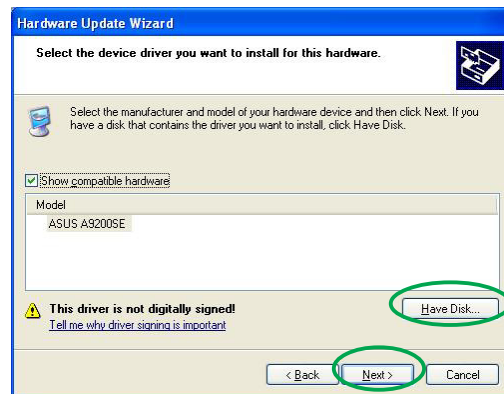 Hardware Update Wizard
Select the device driver you want to install for this hardware.
Select the manufacturer and model of your hardware device and then click Next. If you
have a disk that contains the driver you want to install, click Have Disk.
Show compatible hardware
Model
ASUS A9200SE
This driver is not digitally signed!
Tell me why driver signing is important
Have Disk...
< Back
Next >
Cancel